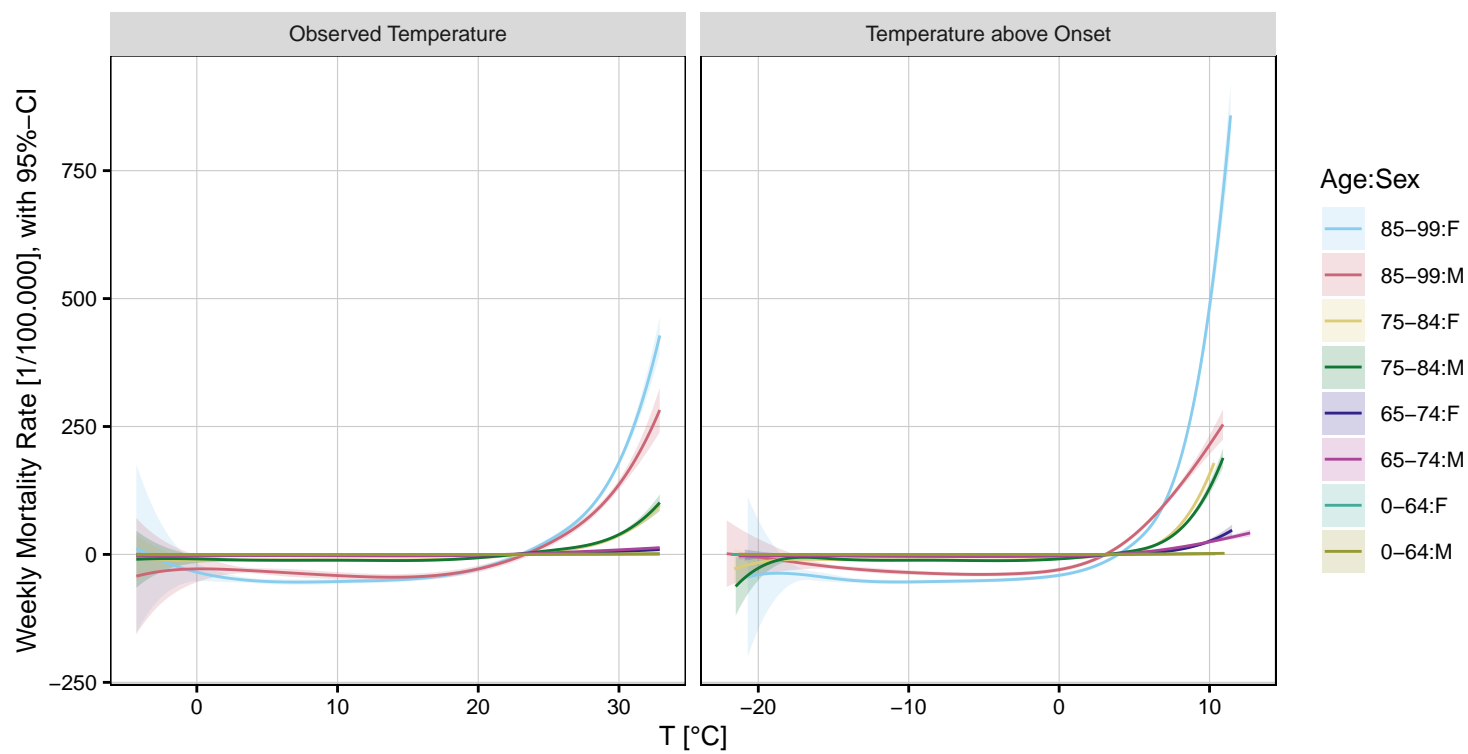 Observed Temperature
Temperature above Onset
Weekly Mortality Rate [1/100.000], with 95%−CI
750
500
250
0
−250
0 10 20 30
−20 −10 0 10
T [°C]
Age:Sex
85−99:F
85−99:M
75−84:F
75−84:M
65−74:F
65−74:M
0−64:F
0−64:M